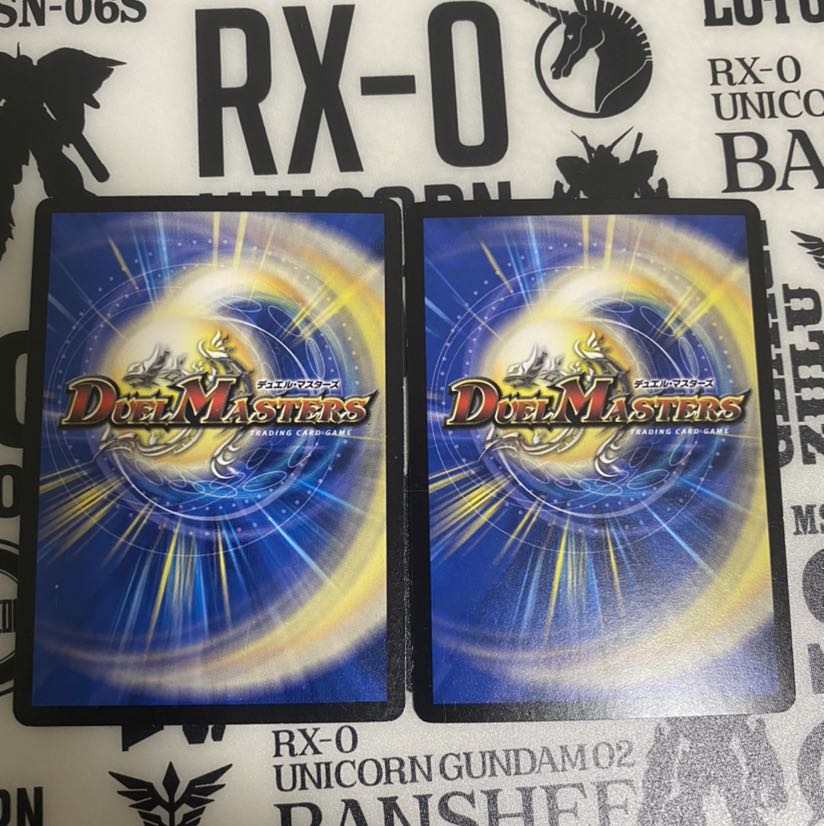 SN-06S
RX-0
RX-0
UNICORN
BA
デュエル・マスターズ
DUEL MASTERS
TRADING CARD GAME
デュエル・マスターズ
DUEL MASTERS
TRADING CARD GAME
ZULU
MS
RX-0
UNICORN GUNDAM 02
BANSHEE